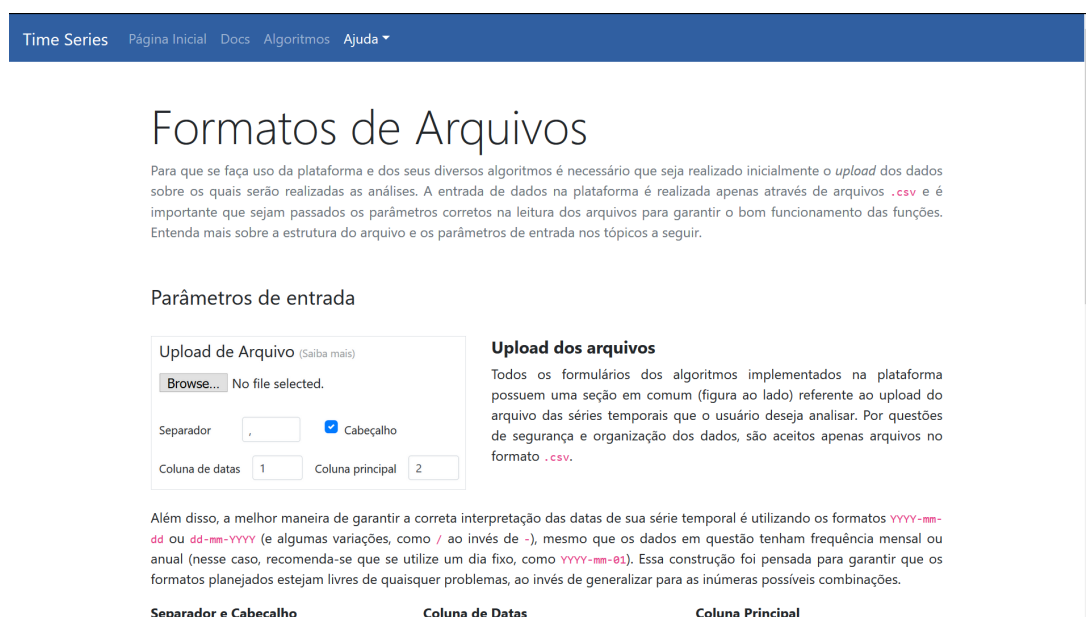 Time Series Página Inicial Docs Algoritmos Ajuda
Formatos de Arquivos
Para que se faça uso da plataforma e dos seus diversos algoritmos é necessário que seja realizado inicialmente o upload dos dados
sobre os quais serão realizadas as análises. A entrada de dados na plataforma é realizada apenas através de arquivos .csv e é
importante que sejam passados os parâmetros corretos na leitura dos arquivos para garantir o bom funcionamento das funções.
Entenda mais sobre a estrutura do arquivo e os parâmetros de entrada nos tópicos a seguir.
Parâmetros de entrada
Upload de Arquivo (Saiba mais)
Browse... No file selected.
Separador , Cabeçalho
Coluna de datas 1 Coluna principal 2
Upload dos arquivos
Todos os formulários dos algoritmos implementados na plataforma
possuem uma seção em comum (figura ao lado) referente ao upload do
arquivo das séries temporais que o usuário deseja analisar. Por questões
de segurança e organização dos dados, são aceitos apenas arquivos no
formato .csv.
Além disso, a melhor maneira de garantir a correta interpretação das datas de sua série temporal é utilizando os formatos YYYY-mm-
dd ou dd-mm-YYYY (e algumas variações, como / ao invés de -), mesmo que os dados em questão tenham frequência mensal ou
anual (nesse caso, recomenda-se que se utilize um dia fixo, como YYYY-mm-01). Essa construção foi pensada para garantir que os
formatos planejados estejam livres de quaisquer problemas, ao invés de generalizar para as inúmeras possíveis combinações.
Separador e Cabeçalho Coluna de Datas Coluna Principal